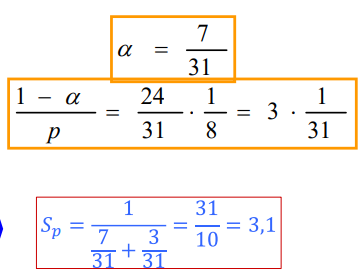 α = 7/31
(1 − α)/p = 24/31 · 1/8 = 3 · 1/31
S_p = 1/(7/31 + 3/31) = 31/10 = 3,1